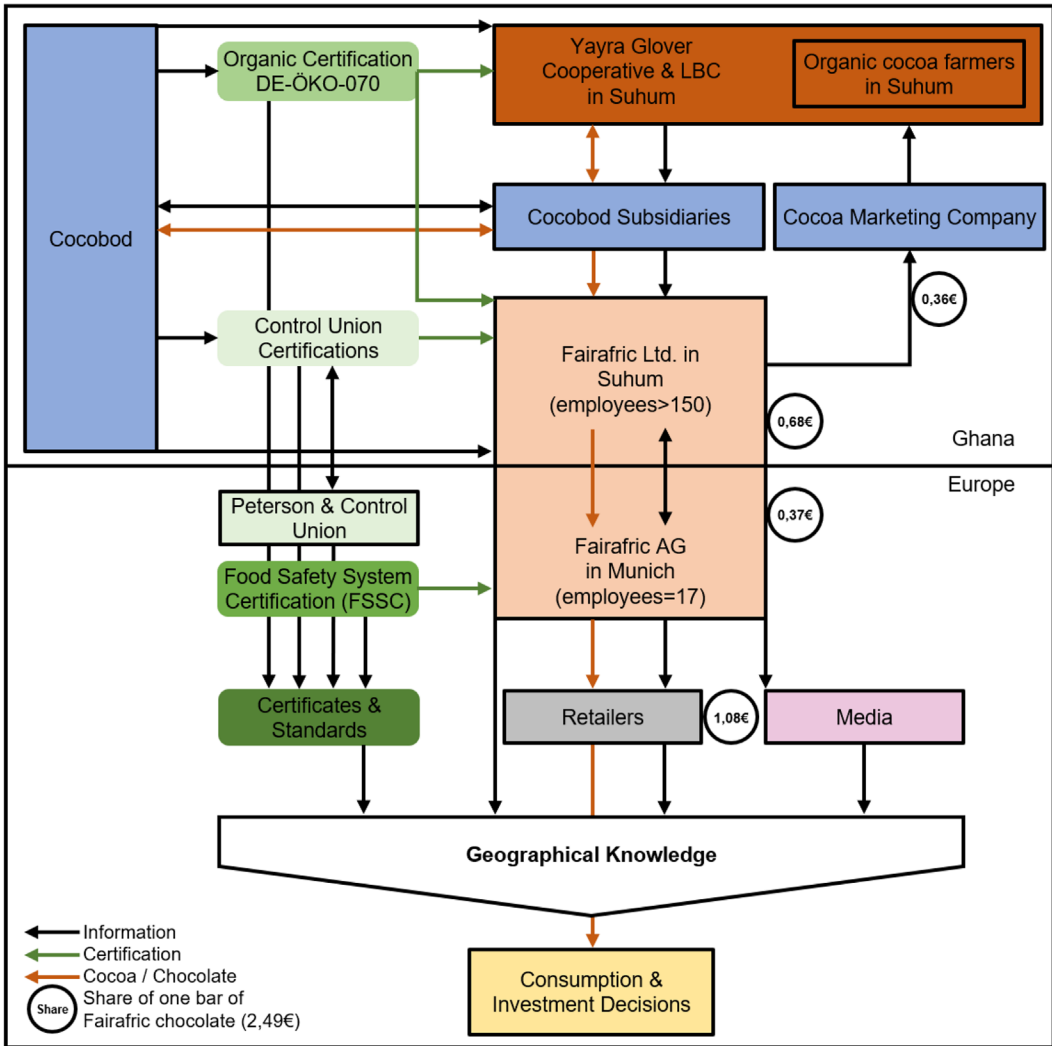 Cocobod
Organic Certification
DE-ÖKO-070
Yayra Glover
Cooperative & LBC
in Suhum
Organic cocoa farmers
in Suhum
Cocobod Subsidiaries
Cocoa Marketing Company
0,36€
Control Union
Certifications
Fairafric Ltd. in
Suhum
(employees>150)
0,68€
Ghana
Europe
Peterson & Control
Union
0,37€
Fairafric AG
in Munich
(employees=17)
Food Safety System
Certification (FSSC)
Certificates &
Standards
Retailers
1,08€
Media
Geographical Knowledge
Information
Certification
Cocoa / Chocolate
Share
Share of one bar of
Fairafric chocolate (2,49€)
Consumption &
Investment Decisions